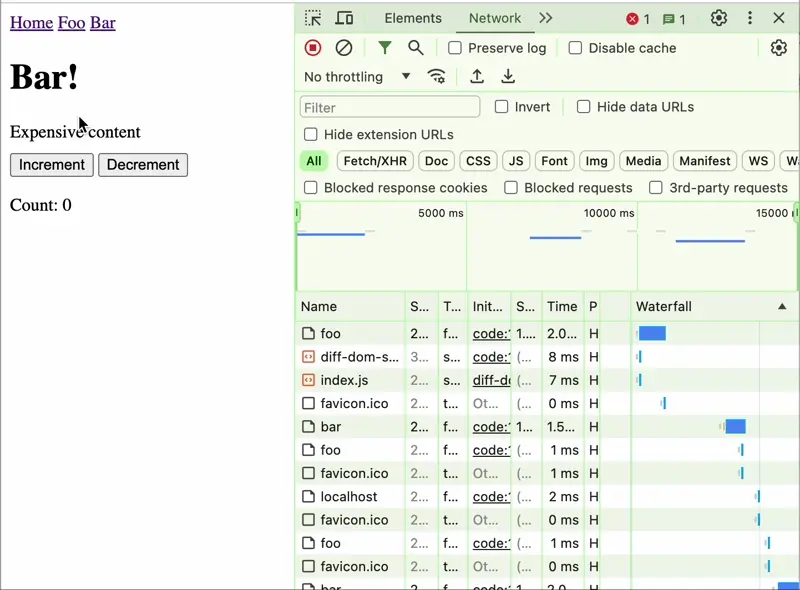 Home Foo Bar
Bar!
Expensive content
Increment Decrement
Count: 0
Elements Network 1 1
Preserve log Disable cache
No throttling
Filter Invert Hide data URLs
Hide extension URLs
All Fetch/XHR Doc CSS JS Font Img Media Manifest WS Wa
Blocked response cookies Blocked requests 3rd-party requests
5000 ms 10000 ms 15000
Name S... T... Init... S... Time P Waterfall
foo 2... f... code:1 1.... 2.0... H
diff-dom-s... 3... s... code:1 (... 8 ms H
index.js 2... s... diff-do (... 7 ms H
favicon.ico 2... t... Ot... (... 0 ms H
bar 2... f... code:1 1... 1.5... H
foo 2... f... code:1 (... 1 ms H
favicon.ico 2... t... Ot... (... 1 ms H
localhost 2... f... code:1 (... 2 ms H
favicon.ico 2... t... Ot... (... 0 ms H
foo 2... f... code:1 (... 1 ms H
favicon.ico 2... t... Ot... (... 0 ms H
bar 2... f... code:1 1... 2.0... H